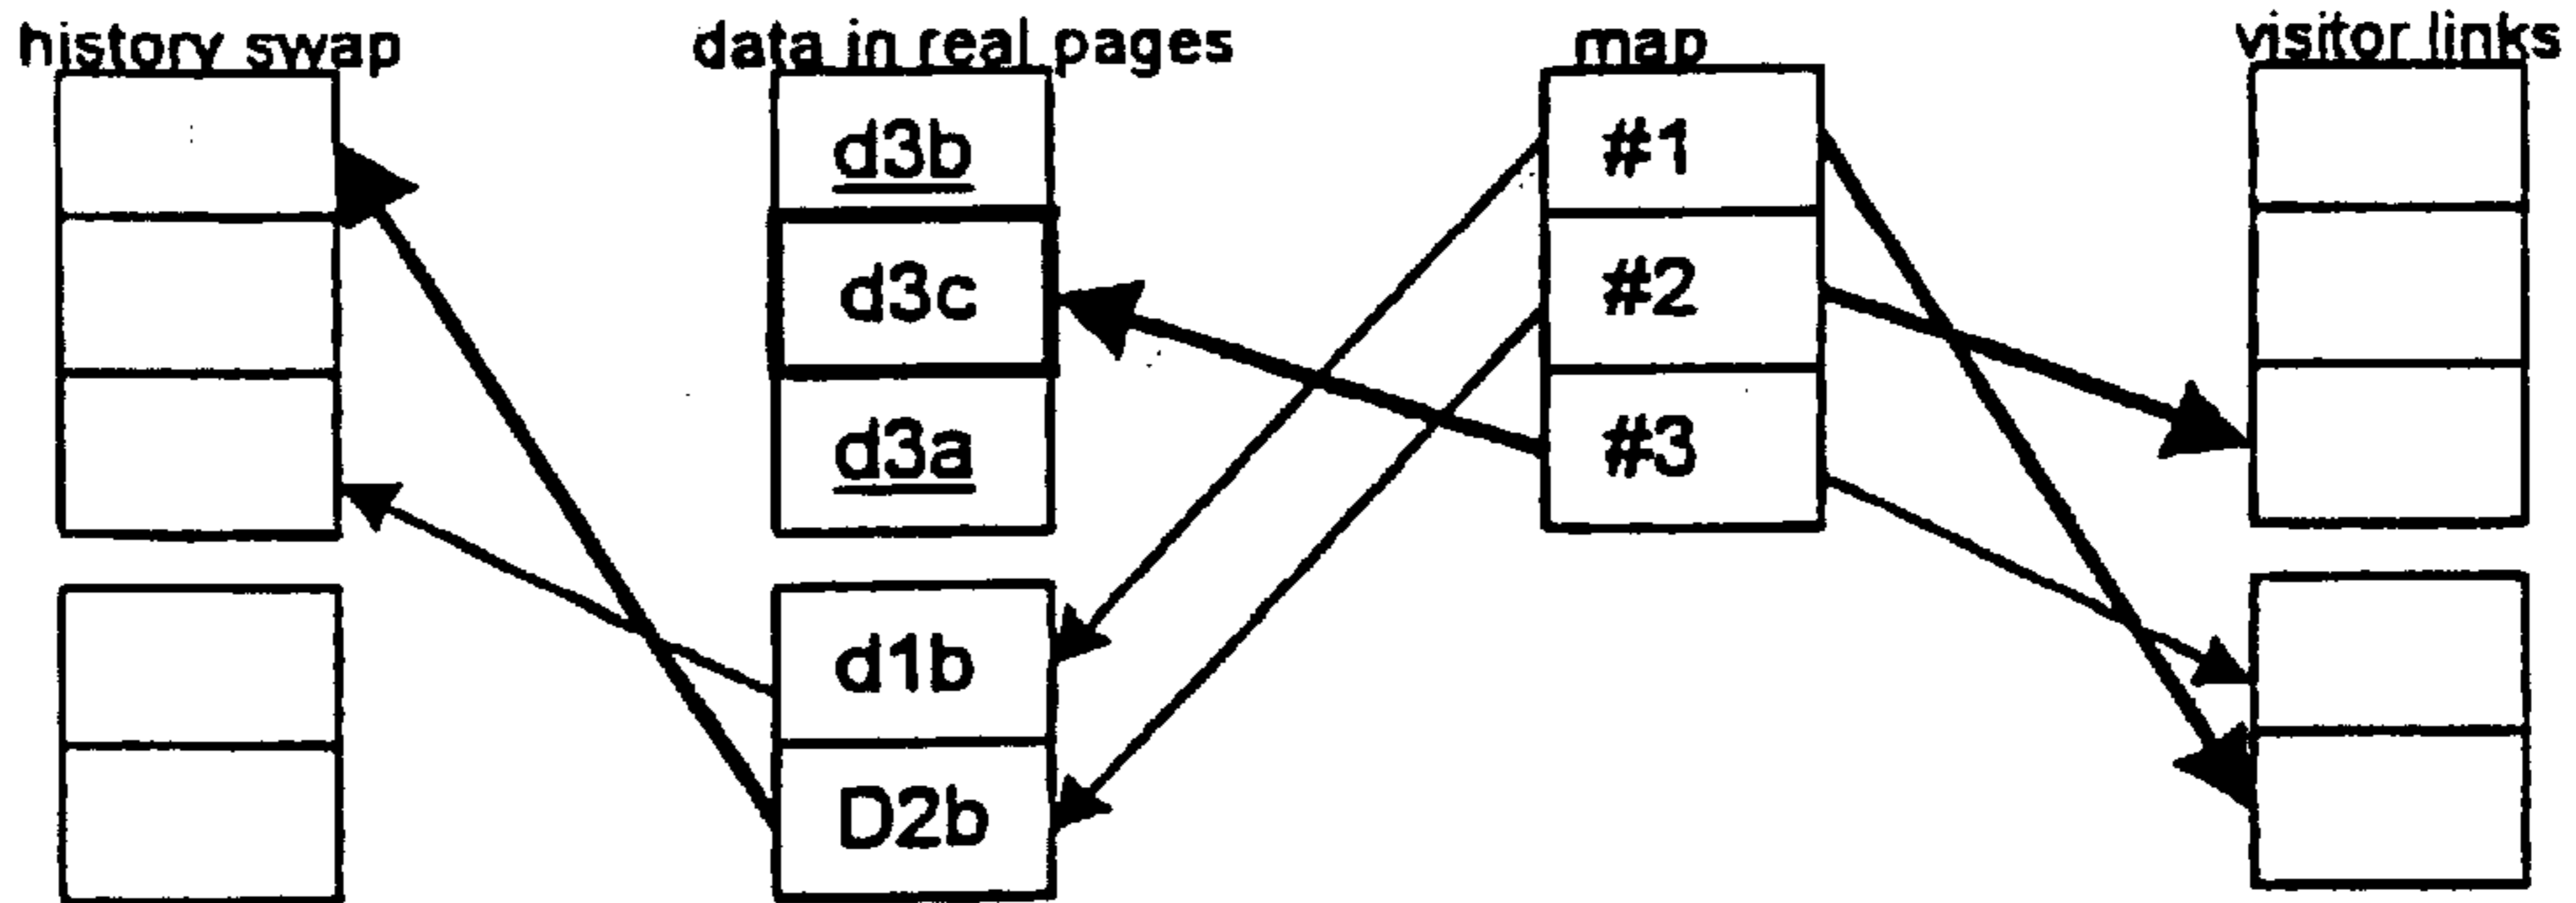 history swap
data in real pages
map
visitor links
d3b
#1
d3c
#2
d3a
#3
d1b
D2b